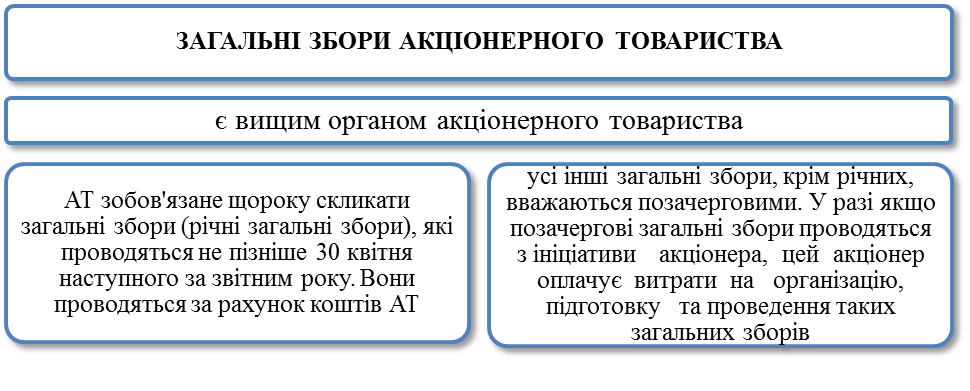 ЗАГАЛЬНІ ЗБОРИ АКЦІОНЕРНОГО ТОВАРИСТВА
є вищим органом акціонерного товариства
АТ зобов'язане щороку скликати
загальні збори (річні загальні збори), які
проводяться не пізніше 30 квітня
наступного за звітним року. Вони
проводяться за рахунок коштів АТ
усі інші загальні збори, крім річних,
вважаються позачерговими. У разі якщо
позачергові загальні збори проводяться
з ініціативи акціонера, цей акціонер
оплачує витрати на організацію,
підготовку та проведення таких
загальних зборів